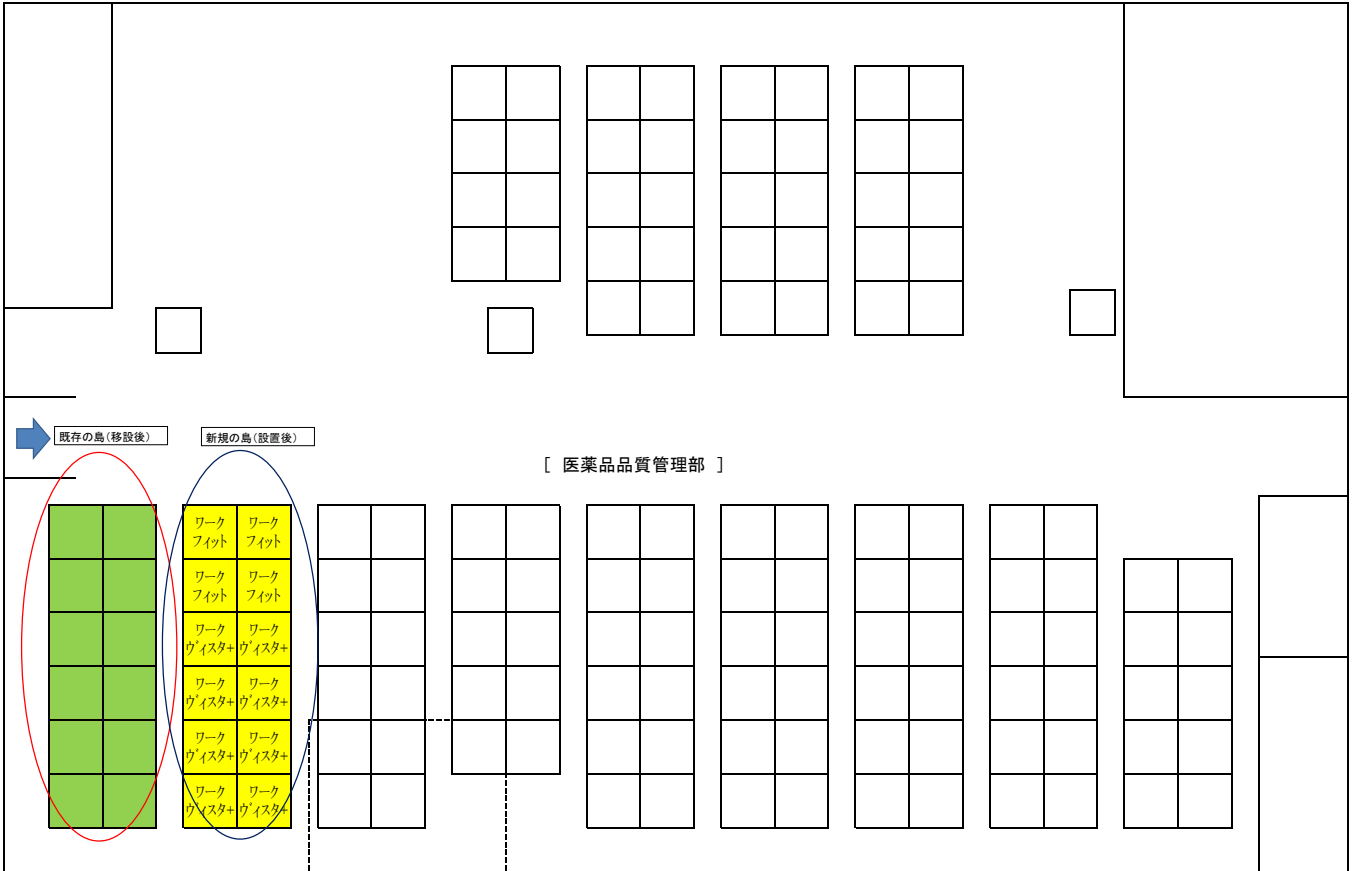 既存の島(移設後)
新規の島(設置後)
[ 医薬品品質管理部 ]
ワーク
フィット
ワーク
フィット
ワーク
フィット
ワーク
フィット
ワーク
ヴィスタ+
ワーク
ヴィスタ+
ワーク
ヴィスタ+
ワーク
ヴィスタ+
ワーク
ヴィスタ+
ワーク
ヴィスタ+
ワーク
ヴィスタ+
ワーク
ヴィスタ+